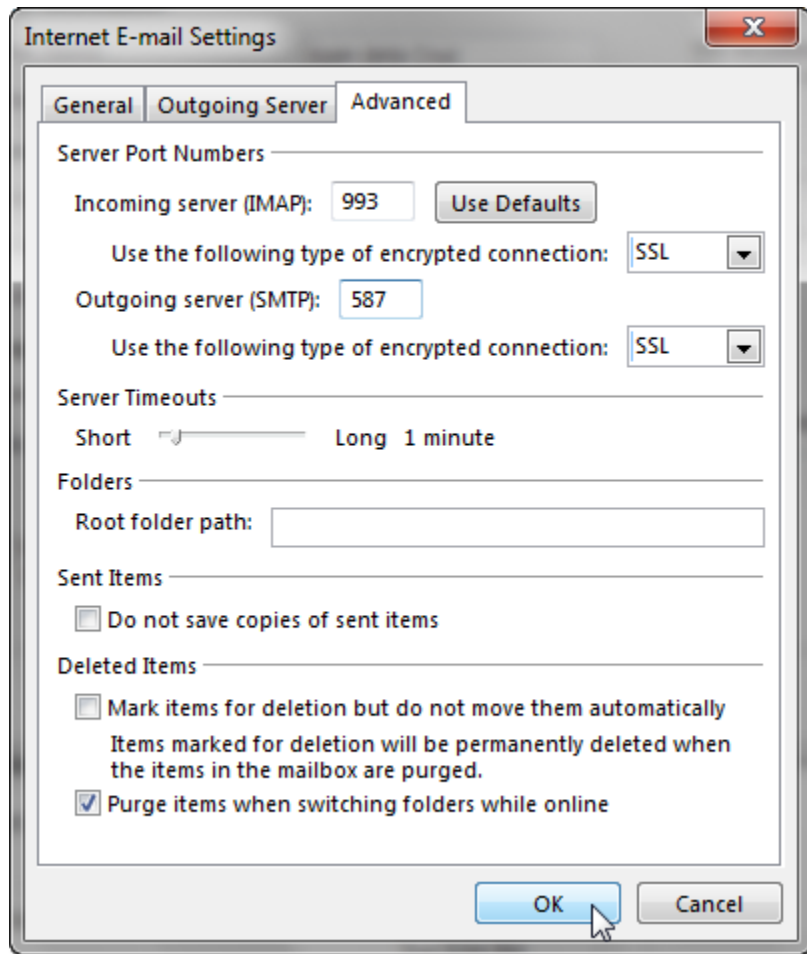 Internet E-mail Settings
General Outgoing Server Advanced
Server Port Numbers
Incoming server (IMAP): 993 Use Defaults
Use the following type of encrypted connection: SSL
Outgoing server (SMTP): 587
Use the following type of encrypted connection: SSL
Server Timeouts
Short Long 1 minute
Folders
Root folder path:
Sent Items
Do not save copies of sent items
Deleted Items
Mark items for deletion but do not move them automatically
Items marked for deletion will be permanently deleted when
the items in the mailbox are purged.
Purge items when switching folders while online
OK Cancel